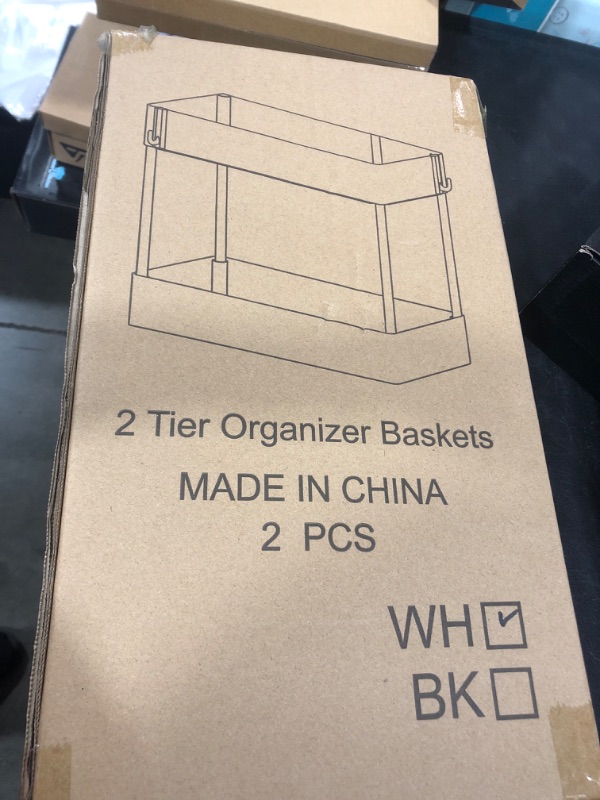 2 Tier Organizer Baskets
MADE IN CHINA
2 PCS
WH
BK